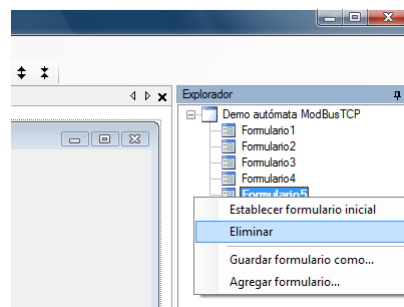 Explorador
Demo autómata ModBusTCP
Formulario1
Formulario2
Formulario3
Formulario4
Formulario5
Establecer formulario inicial
Eliminar
Guardar formulario como...
Agregar formulario...